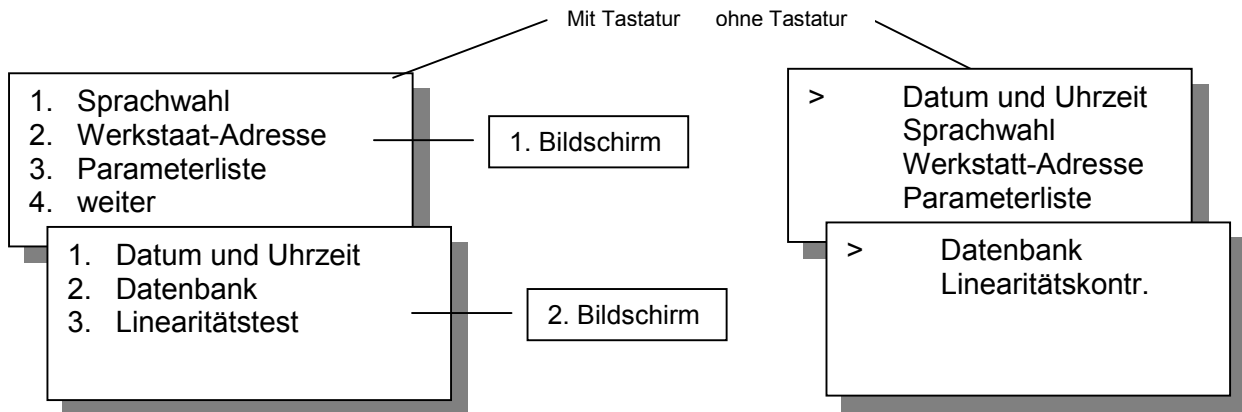 Mit Tastatur ohne Tastatur
1. Sprachwahl
2. Werkstaat-Adresse
3. Parameterliste
4. weiter
1. Bildschirm
1. Datum und Uhrzeit
2. Datenbank
3. Linearitätstest
2. Bildschirm
> Datum und Uhrzeit
Sprachwahl
Werkstatt-Adresse
Parameterliste
> Datenbank
Linearitätskontr.